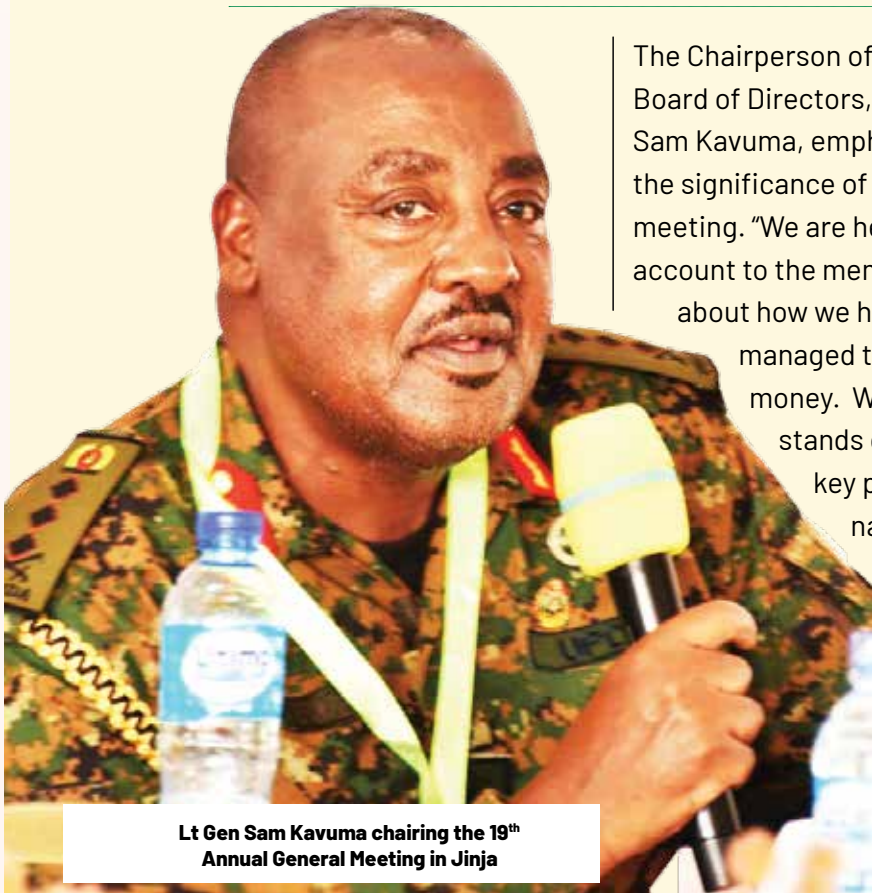 The Chairperson of
Board of Directors,
Sam Kavuma, emph
the significance of
meeting. “We are he
account to the mem
about how we h
managed t
money.  W
stands
key p
na
Lt Gen Sam Kavuma chairing the 19th
Annual General Meeting in Jinja